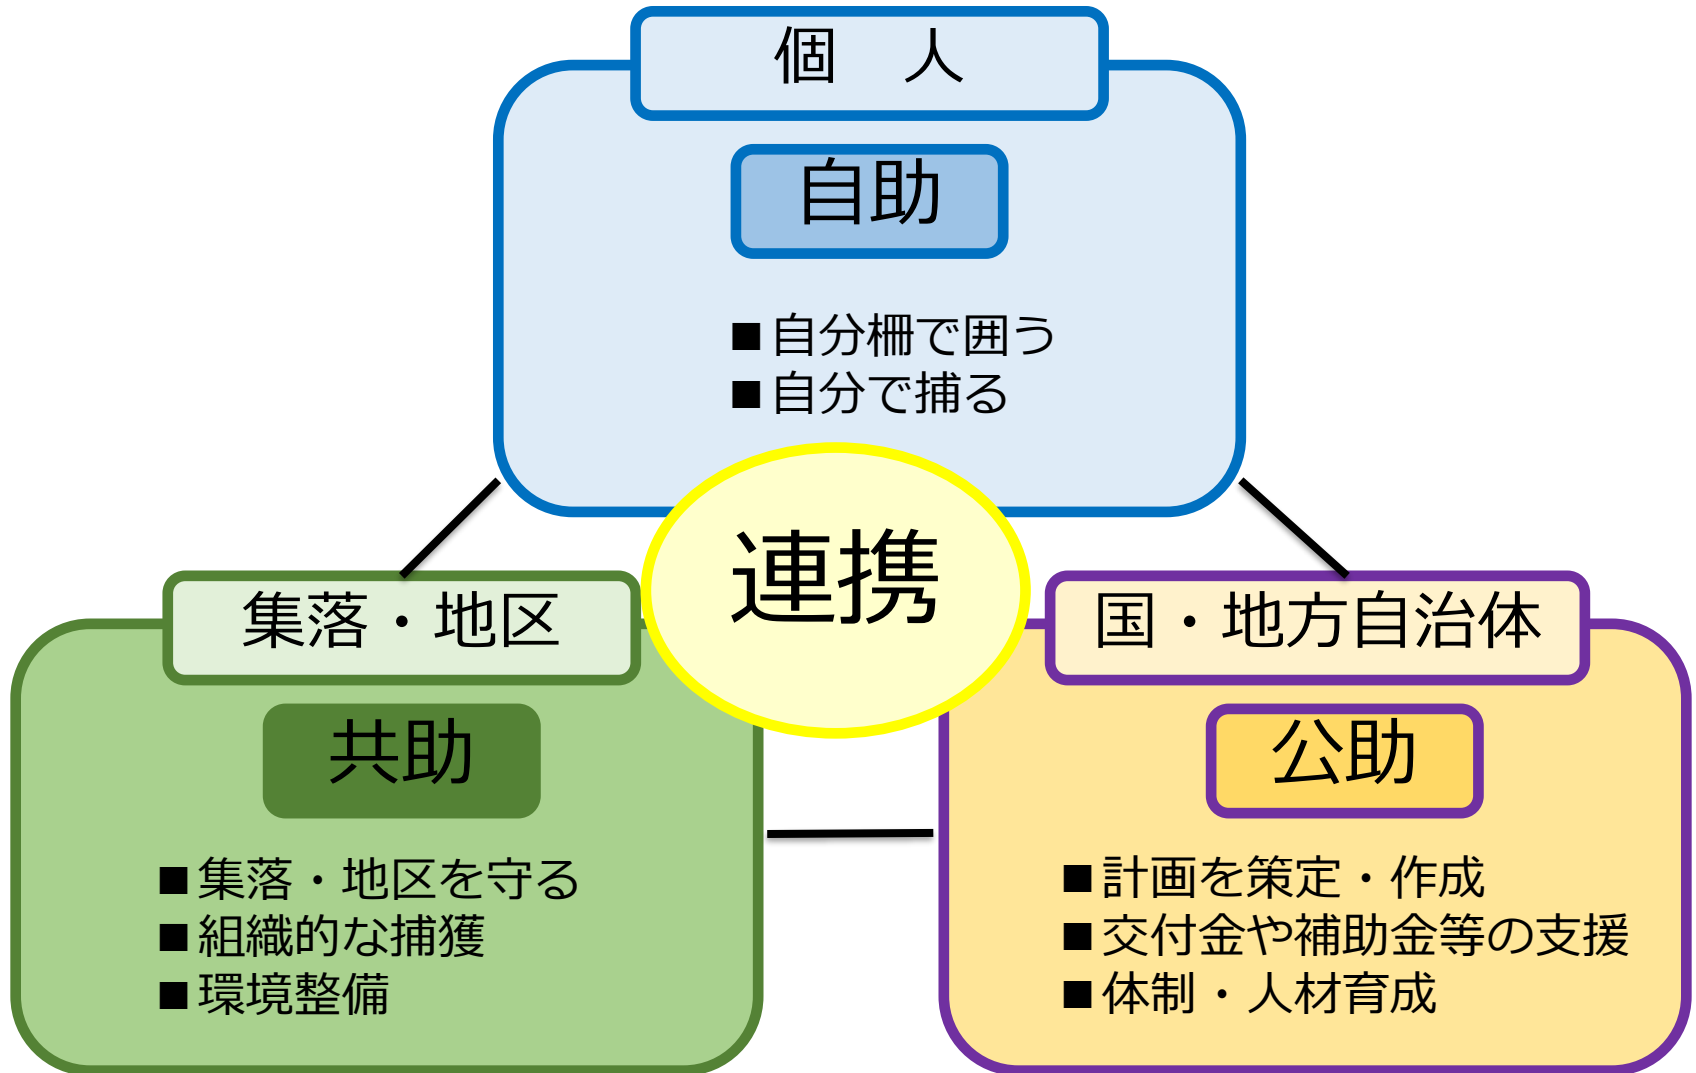 個　人
自助
■自分柵で囲う
■自分で捕る
連携
集落・地区
共助
■集落・地区を守る
■組織的な捕獲
■環境整備
国・地方自治体
公助
■計画を策定・作成
■交付金や補助金等の支援
■体制・人材育成